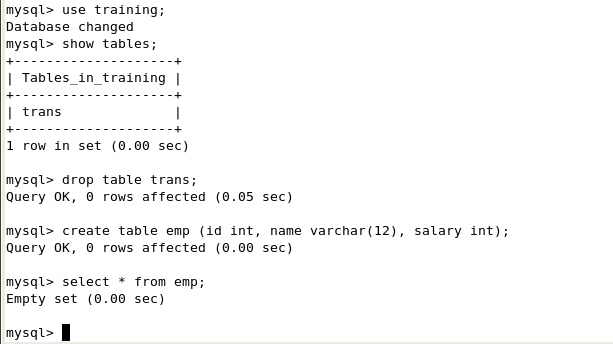 mysql> use training;
Database changed
mysql> show tables;
+--------------------+
| Tables_in_training |
+--------------------+
| trans              |
+--------------------+
1 row in set (0.00 sec)

mysql> drop table trans;
Query OK, 0 rows affected (0.05 sec)

mysql> create table emp (id int, name varchar(12), salary int);
Query OK, 0 rows affected (0.00 sec)

mysql> select * from emp;
Empty set (0.00 sec)

mysql>